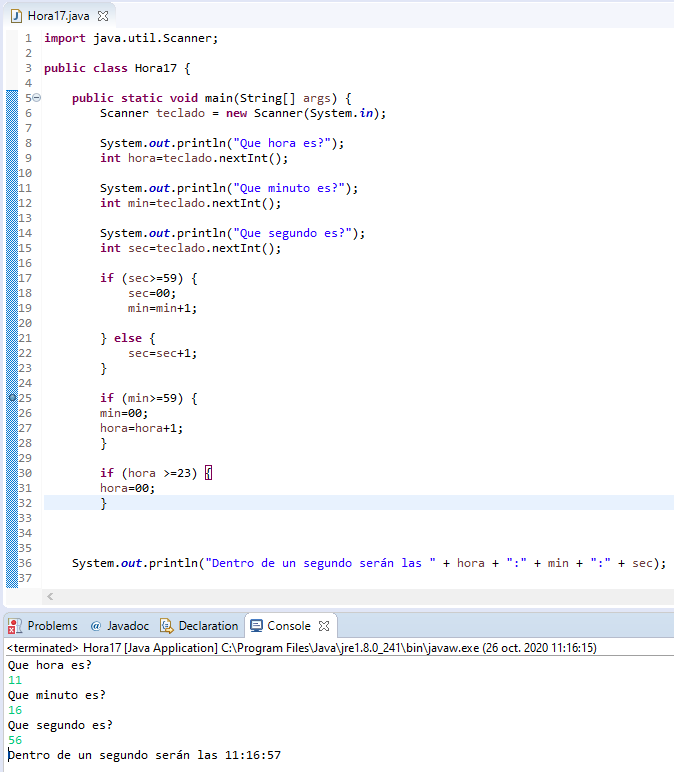 Hora17.java
1 import java.util.Scanner;
2
3 public class Hora17 {
4
5 public static void main(String[] args) {
6 Scanner teclado = new Scanner(System.in);
7
8 System.out.println("Que hora es?");
9 int hora=teclado.nextInt();
10
11 System.out.println("Que minuto es?");
12 int min=teclado.nextInt();
13
14 System.out.println("Que segundo es?");
15 int sec=teclado.nextInt();
16
17 if (sec>=59) {
18 sec=00;
19 min=min+1;
20
21 } else {
22 sec=sec+1;
23 }
24
25 if (min>=59) {
26 min=00;
27 hora=hora+1;
28 }
29
30 if (hora >=23) {
31 hora=00;
32 }
33
34
35
36 System.out.println("Dentro de un segundo serán las " + hora + ":" + min + ":" + sec);
37
Problems @ Javadoc Declaration Console
<terminated> Hora17 [Java Application] C:\Program Files\Java\jre1.8.0_241\bin\javaw.exe (26 oct. 2020 11:16:15)
Que hora es?
11
Que minuto es?
16
Que segundo es?
56
Dentro de un segundo serán las 11:16:57